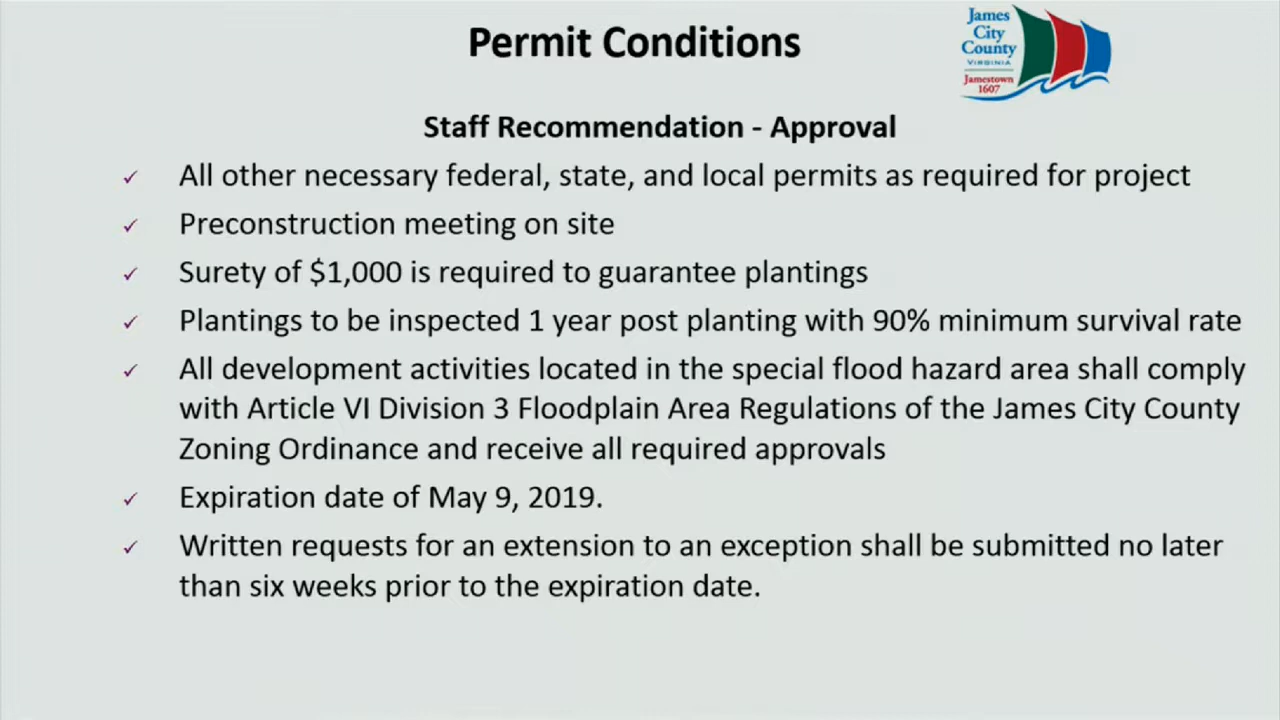 Permit Conditions
James
City
County
VIRGINIA
Jamestown
1607
Staff Recommendation - Approval
✓ All other necessary federal, state, and local permits as required for project
✓ Preconstruction meeting on site
✓ Surety of $1,000 is required to guarantee plantings
✓ Plantings to be inspected 1 year post planting with 90% minimum survival rate
✓ All development activities located in the special flood hazard area shall comply
with Article VI Division 3 Floodplain Area Regulations of the James City County
Zoning Ordinance and receive all required approvals
✓ Expiration date of May 9, 2019.
✓ Written requests for an extension to an exception shall be submitted no later
than six weeks prior to the expiration date.